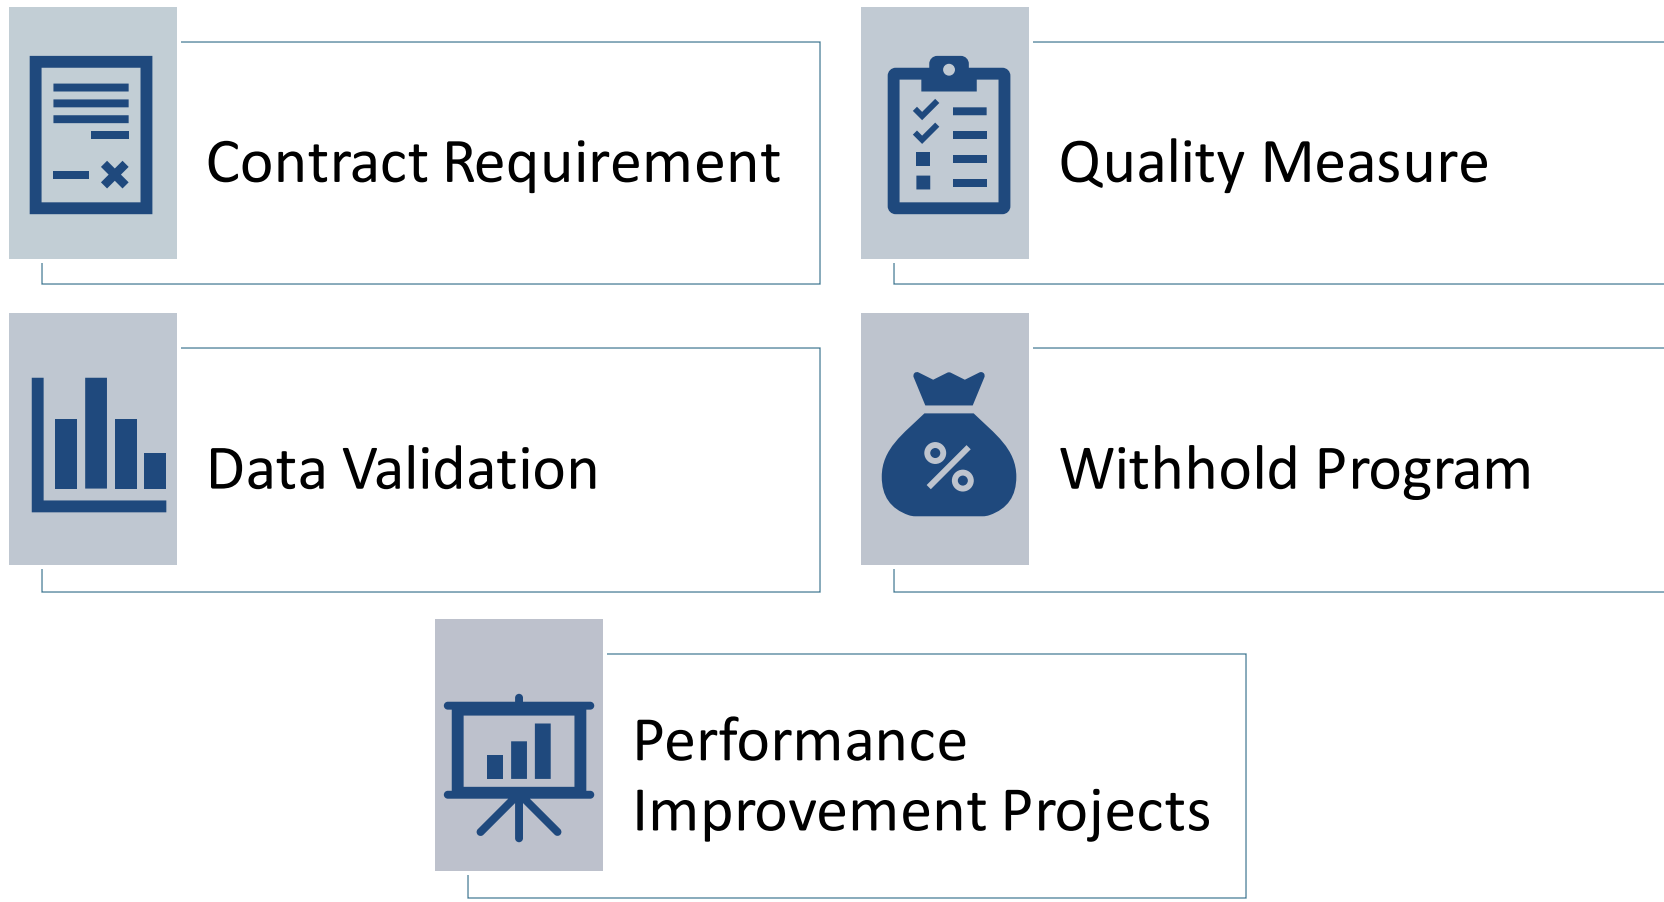 Contract Requirement
Quality Measure
Data Validation
Withhold Program
%
Performance
Improvement Projects